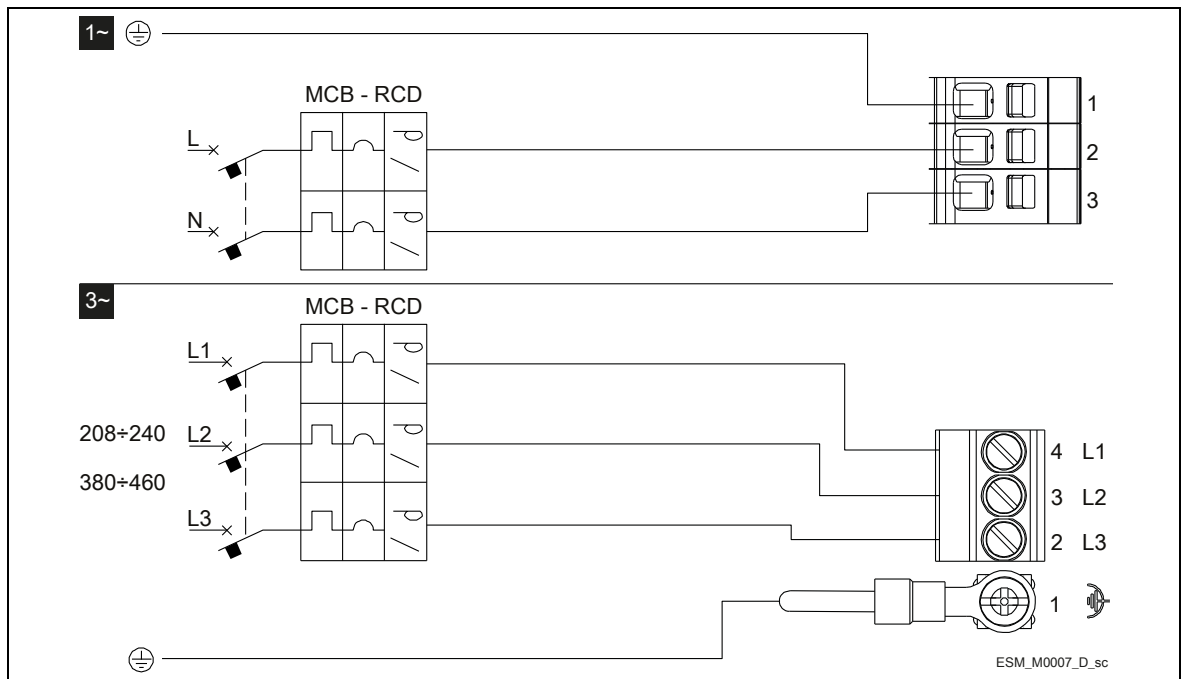 1~
MCB - RCD
1
L
2
N
3
3~
MCB - RCD
L1
208÷240 L2
4 L1
380÷460
3 L2
L3
2 L3
1
ESM_M0007_D_sc